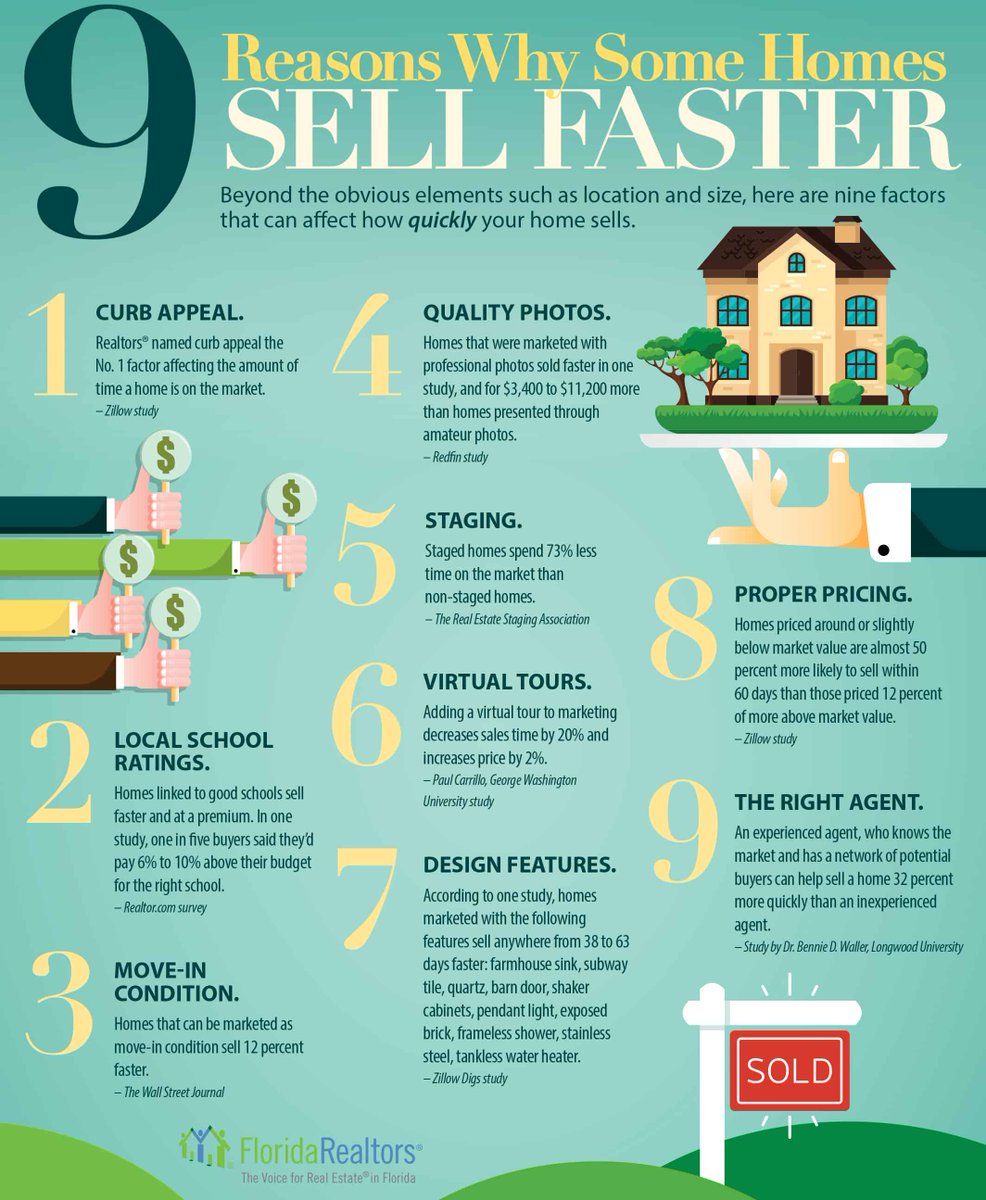 9
Reasons Why Some Homes
SELL FASTER
Beyond the obvious elements such as location and size, here are nine factors
that can affect how quickly your home sells.
1
CURB APPEAL.
Realtors® named curb appeal the
No. 1 factor affecting the amount of
time a home is on the market.
– Zillow study
$
$
$
$
2
LOCAL SCHOOL
RATINGS.
Homes linked to good schools sell
faster and at a premium. In one
study, one in five buyers said they'd
pay 6% to 10% above their budget
for the right school.
– Realtor.com survey
3
MOVE-IN
CONDITION.
Homes that can be marketed as
move-in condition sell 12 percent
faster.
– The Wall Street Journal
4
QUALITY PHOTOS.
Homes that were marketed with
professional photos sold faster in one
study, and for $3,400 to $11,200 more
than homes presented through
amateur photos.
– Redfin study
5
STAGING.
Staged homes spend 73% less
time on the market than
non-staged homes.
– The Real Estate Staging Association
6
VIRTUAL TOURS.
Adding a virtual tour to marketing
decreases sales time by 20% and
increases price by 2%.
– Paul Carrillo, George Washington
University study
7
DESIGN FEATURES.
According to one study, homes
marketed with the following
features sell anywhere from 38 to 63
days faster: farmhouse sink, subway
tile, quartz, barn door, shaker
cabinets, pendant light, exposed
brick, frameless shower, stainless
steel, tankless water heater.
– Zillow Digs study
8
PROPER PRICING.
Homes priced around or slightly
below market value are almost 50
percent more likely to sell within
60 days than those priced 12 percent
of more above market value.
– Zillow study
9
THE RIGHT AGENT.
An experienced agent, who knows the
market and has a network of potential
buyers can help sell a home 32 percent
more quickly than an inexperienced
agent.
– Study by Dr. Bennie D. Waller, Longwood University
SOLD
FloridaRealtors®
The Voice for Real Estate® in Florida